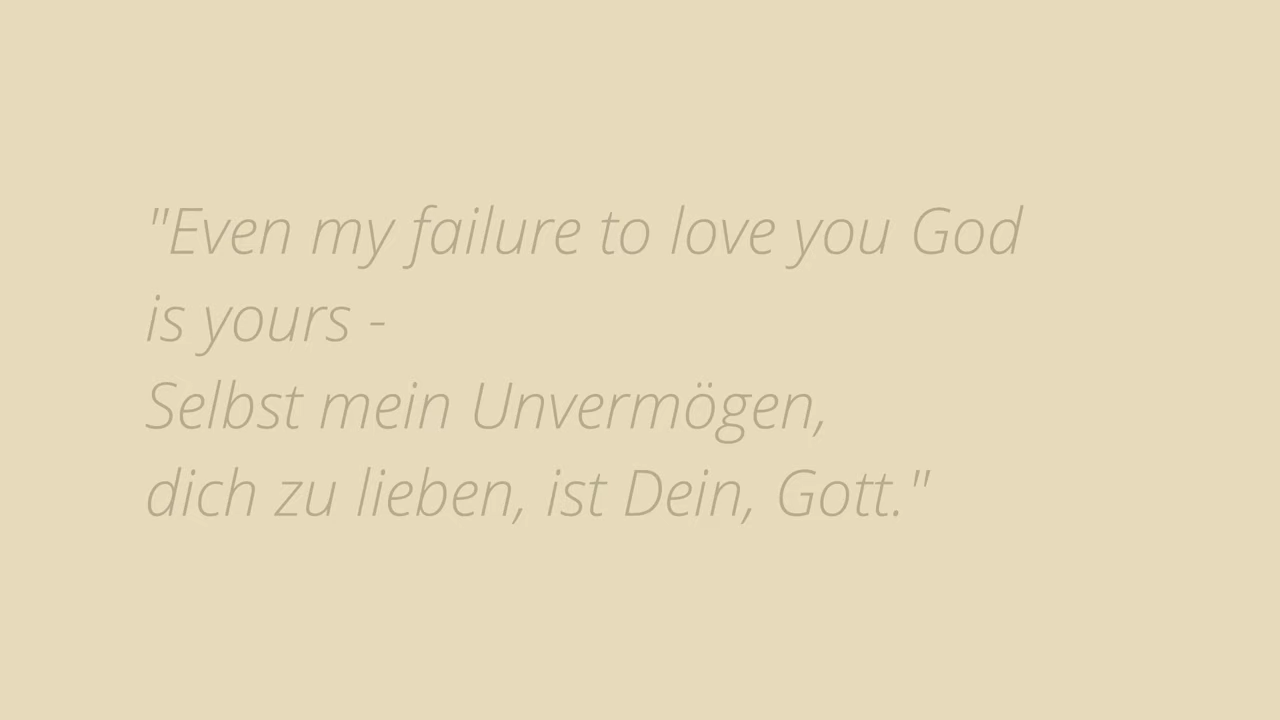 "Even my failure to love you God
is yours -
Selbst mein Unvermögen,
dich zu lieben, ist Dein, Gott."